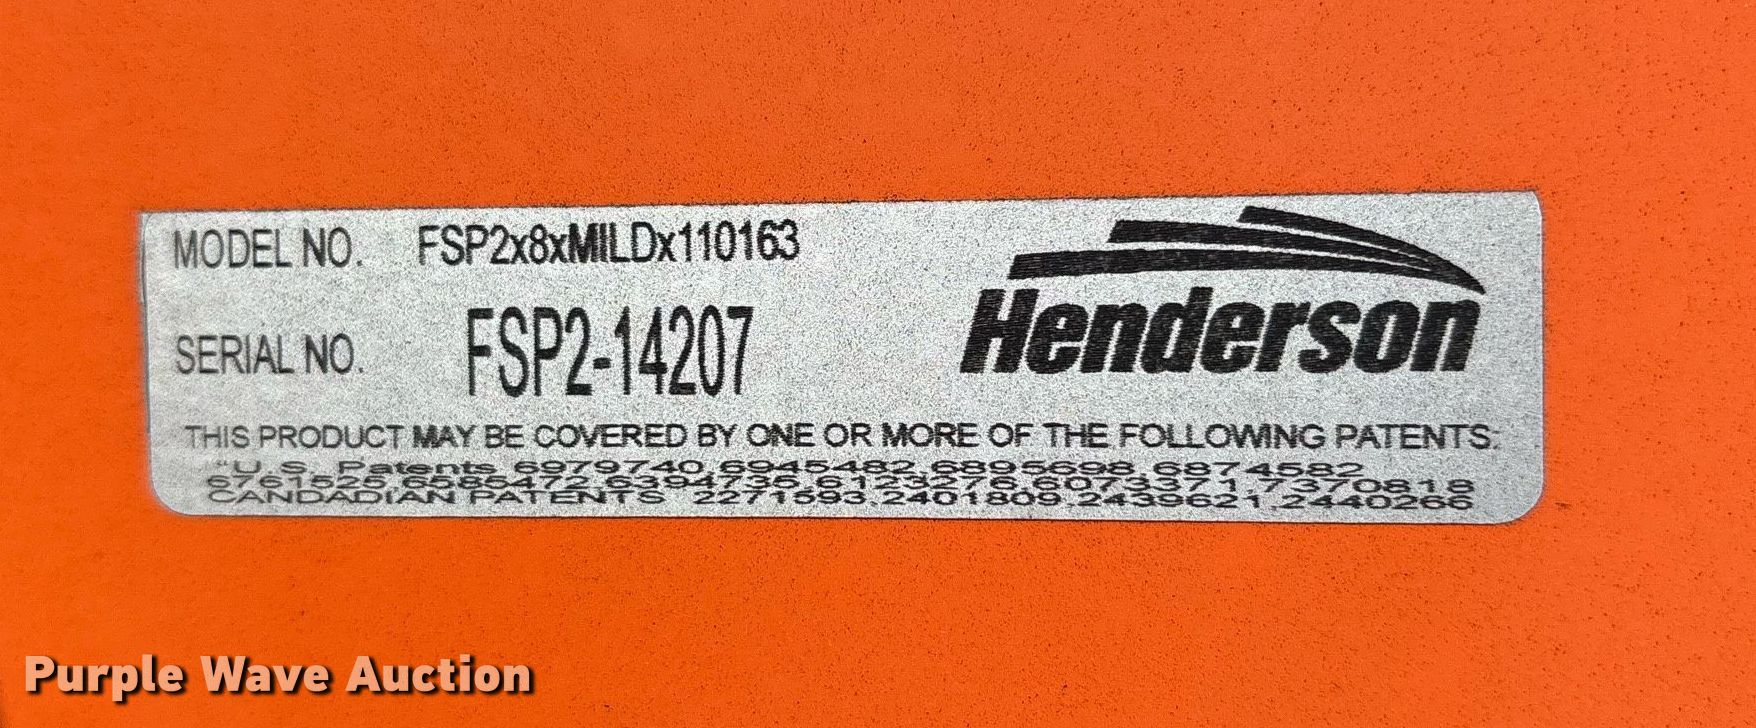 MODEL NO. FSP2x8xMILDx110163
Henderson
SERIAL NO. FSP2-14207
THIS PRODUCT MAY BE COVERED BY ONE OR MORE OF THE FOLLOWING PATENTS:
"U.S. Patents 6979740,6945482,6895698,6874582
6761525,6585472,6394735,6123276,6073371,7370818
CANDADIAN PATENTS 2271593,2401809,2439621,2440266
Purple Wave Auction